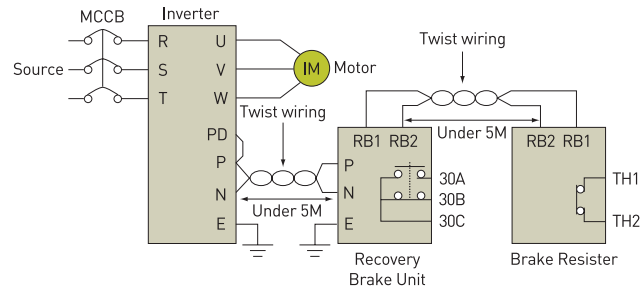 MCCB
Inverter
Source
R
S
T
U
V
W
IM
Motor
PD
P
N
E
Twist wiring
Under 5M
P
N
E
RB1
RB2
30A
30B
30C
Recovery
Brake Unit
Twist wiring
Under 5M
RB2
RB1
TH1
TH2
Brake Resister